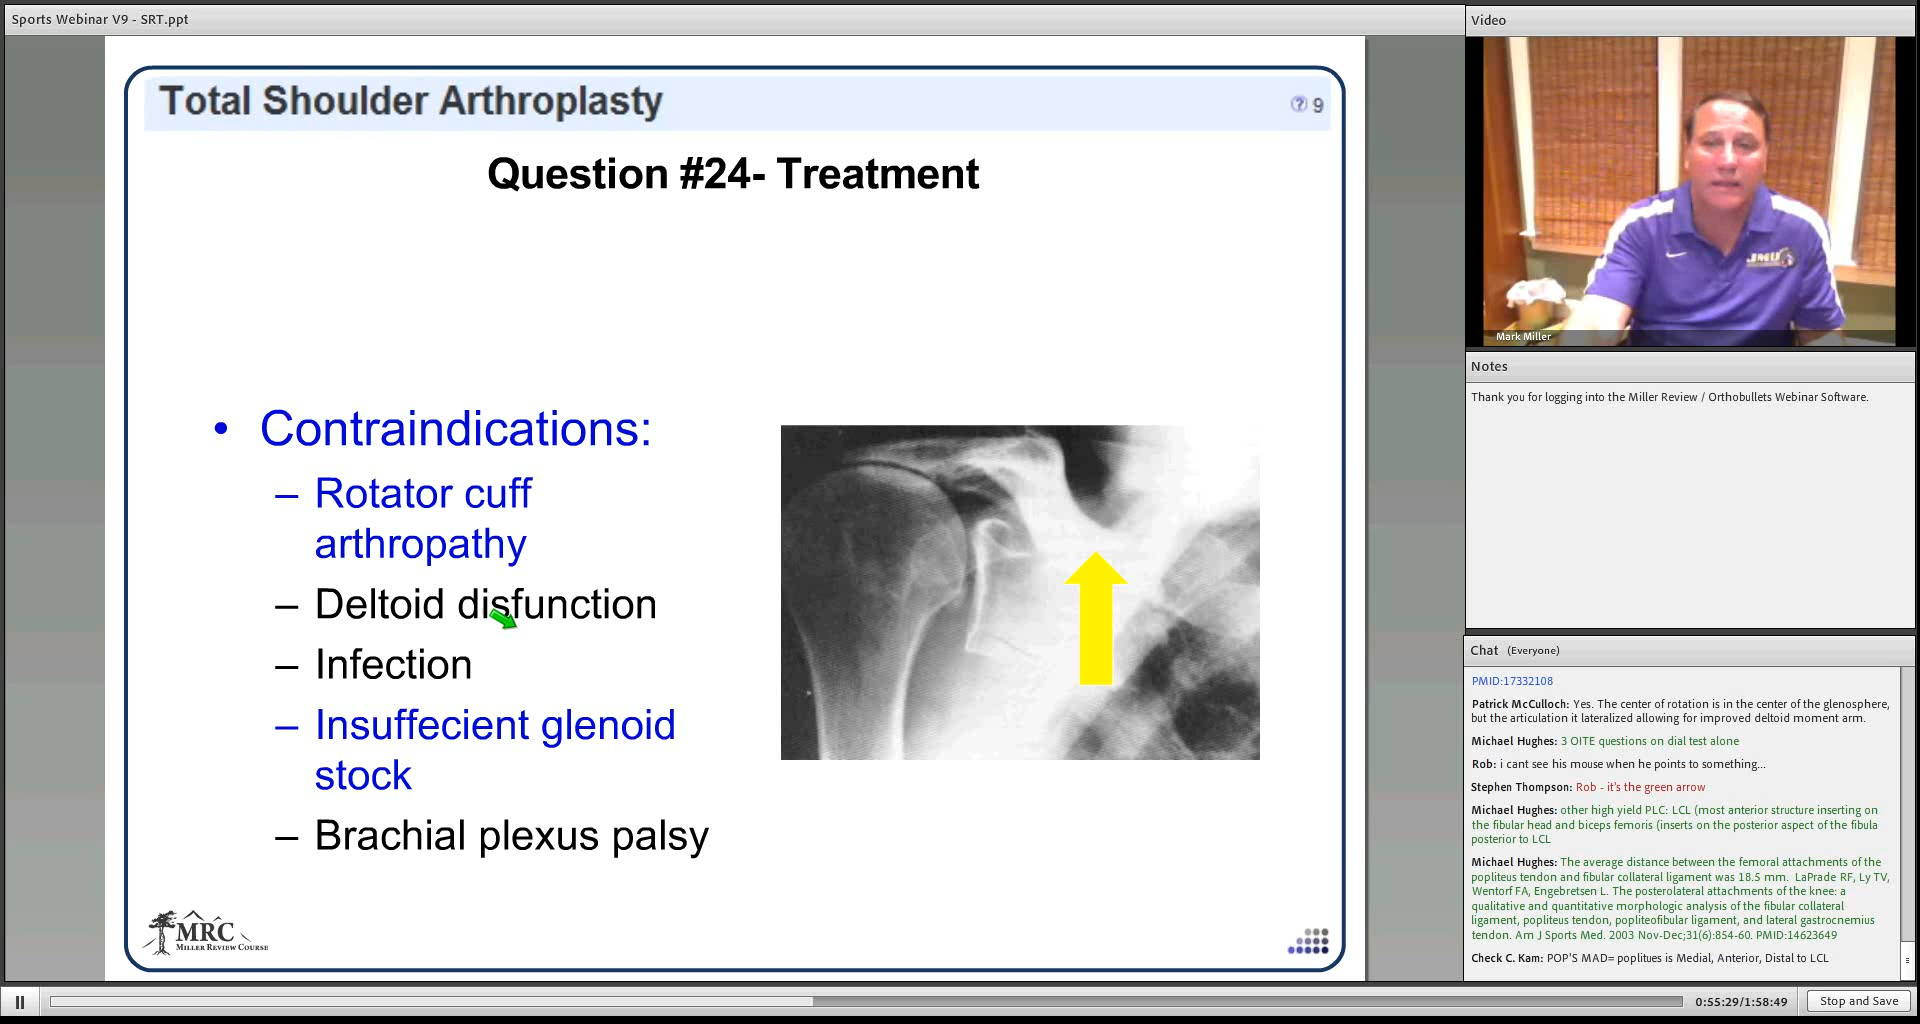 Sports Webinar V9 - SRT.ppt
Total Shoulder Arthroplasty
? 9
Question #24- Treatment
• Contraindications:
– Rotator cuff
arthropathy
– Deltoid disfunction
– Infection
– Insuffecient glenoid
stock
– Brachial plexus palsy
MRC
MILLER REVIEW COURSE
Video
JMU
Mark Miller
Notes
Thank you for logging into the Miller Review / Orthobullets Webinar Software.
Chat (Everyone)
PMID:17332108
Patrick McCulloch: Yes. The center of rotation is in the center of the glenosphere,
but the articulation it lateralized allowing for improved deltoid moment arm.
Michael Hughes: 3 OITE questions on dial test alone
Rob: i cant see his mouse when he points to something...
Stephen Thompson: Rob - it's the green arrow
Michael Hughes: other high yield PLC: LCL (most anterior structure inserting on
the fibular head and biceps femoris (inserts on the posterior aspect of the fibula
posterior to LCL
Michael Hughes: The average distance between the femoral attachments of the
popliteus tendon and fibular collateral ligament was 18.5 mm. LaPrade RF, Ly TV,
Wentorf FA, Engebretsen L. The posterolateral attachments of the knee: a
qualitative and quantitative morphologic analysis of the fibular collateral
ligament, popliteus tendon, popliteofibular ligament, and lateral gastrocnemius
tendon. Am J Sports Med. 2003 Nov-Dec;31(6):854-60. PMID:14623649
Check C. Kam: POP'S MAD= poplitues is Medial, Anterior, Distal to LCL
0:55:29/1:58:49
Stop and Save